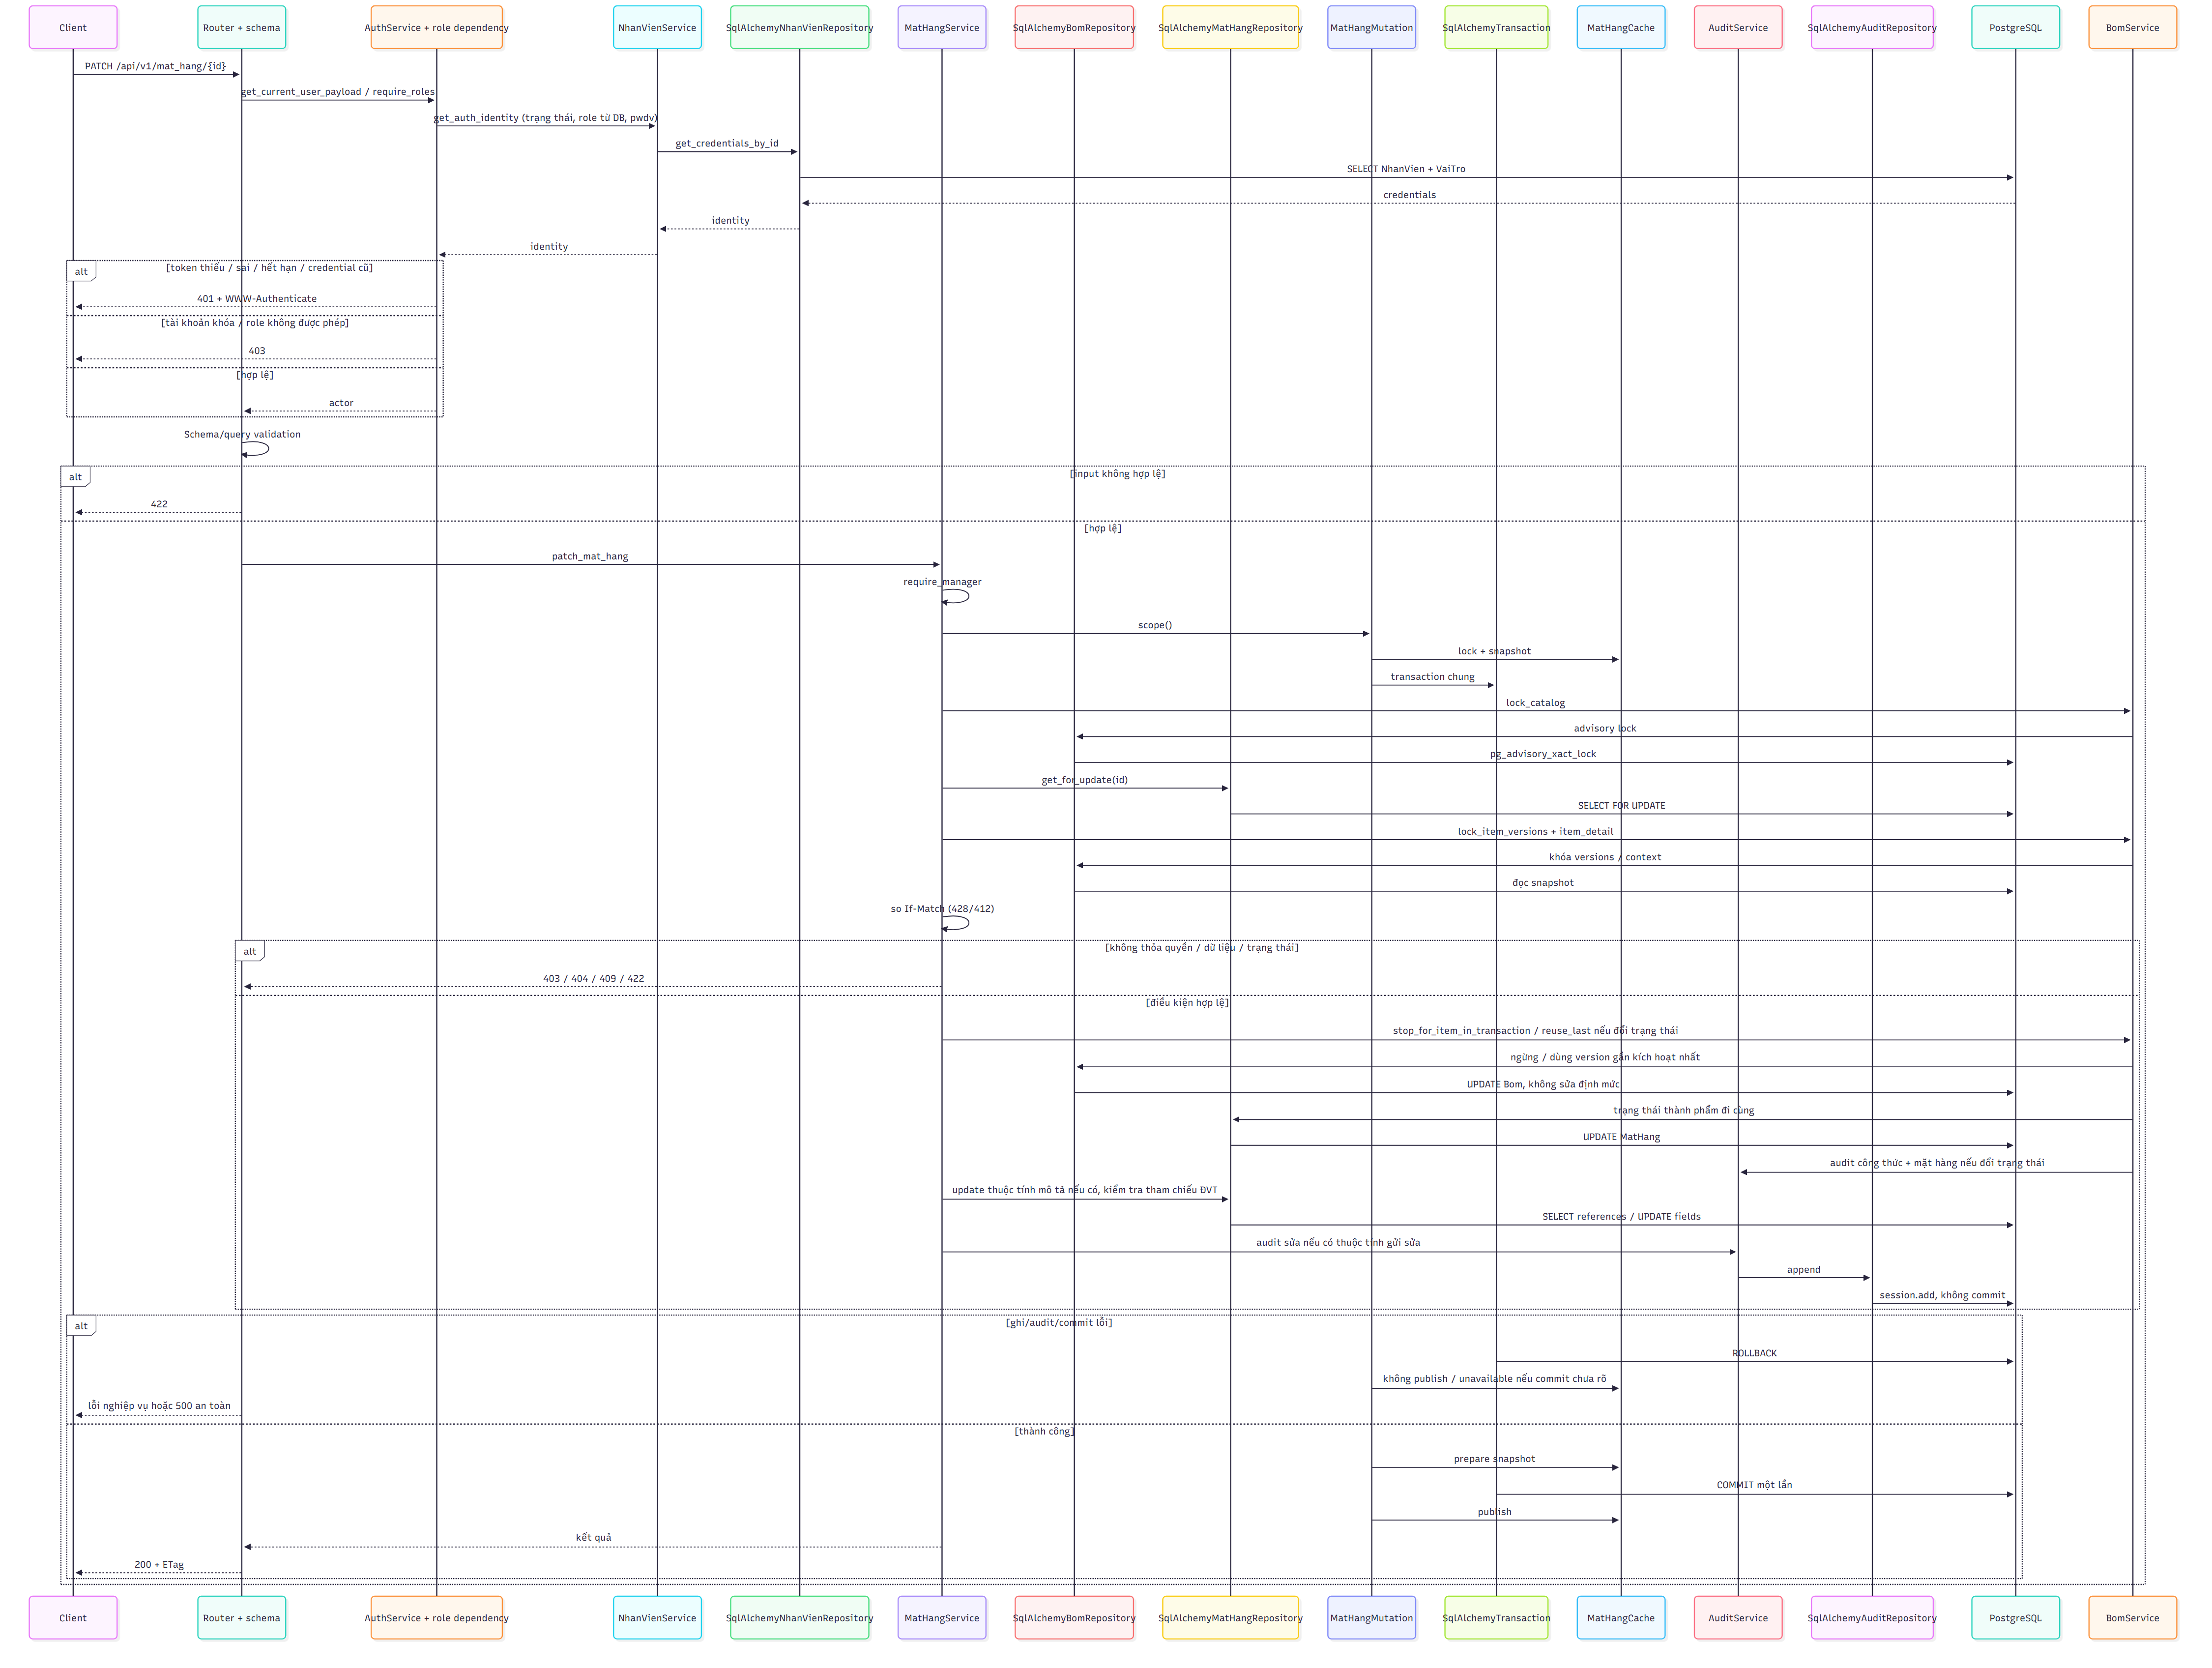 Client
Router + schema
AuthService + role dependency
NhanVienService
SqlAlchemyNhanVienRepository
MatHangService
SqlAlchemyBomRepository
SqlAlchemyMatHangRepository
MatHangMutation
SqlAlchemyTransaction
MatHangCache
AuditService
SqlAlchemyAuditRepository
PostgreSQL
BomService
PATCH /api/v1/mat_hang/{id}
get_current_user_payload / require_roles
get_auth_identity (trạng thái, role từ DB, pwdv)
get_credentials_by_id
SELECT NhanVien + VaiTro
credentials
identity
identity
alt
[token thiếu / sai / hết hạn / credential cũ]
401 + WWW-Authenticate
[tài khoản khóa / role không được phép]
403
[hợp lệ]
actor
Schema/query validation
alt
[input không hợp lệ]
422
[hợp lệ]
patch_mat_hang
require_manager
scope()
lock + snapshot
transaction chung
lock_catalog
advisory lock
pg_advisory_xact_lock
get_for_update(id)
SELECT FOR UPDATE
lock_item_versions + item_detail
khóa versions / context
đọc snapshot
so If-Match (428/412)
alt
[không thỏa quyền / dữ liệu / trạng thái]
403 / 404 / 409 / 422
[điều kiện hợp lệ]
stop_for_item_in_transaction / reuse_last nếu đổi trạng thái
ngừng / dùng version gần kích hoạt nhất
UPDATE Bom, không sửa định mức
trạng thái thành phẩm đi cùng
UPDATE MatHang
audit công thức + mặt hàng nếu đổi trạng thái
update thuộc tính mô tả nếu có, kiểm tra tham chiếu ĐVT
SELECT references / UPDATE fields
audit sửa nếu có thuộc tính gửi sửa
append
session.add, không commit
alt
[ghi/audit/commit lỗi]
ROLLBACK
không publish / unavailable nếu commit chưa rõ
lỗi nghiệp vụ hoặc 500 an toàn
[thành công]
prepare snapshot
COMMIT một lần
publish
kết quả
200 + ETag
Client
Router + schema
AuthService + role dependency
NhanVienService
SqlAlchemyNhanVienRepository
MatHangService
SqlAlchemyBomRepository
SqlAlchemyMatHangRepository
MatHangMutation
SqlAlchemyTransaction
MatHangCache
AuditService
SqlAlchemyAuditRepository
PostgreSQL
BomService